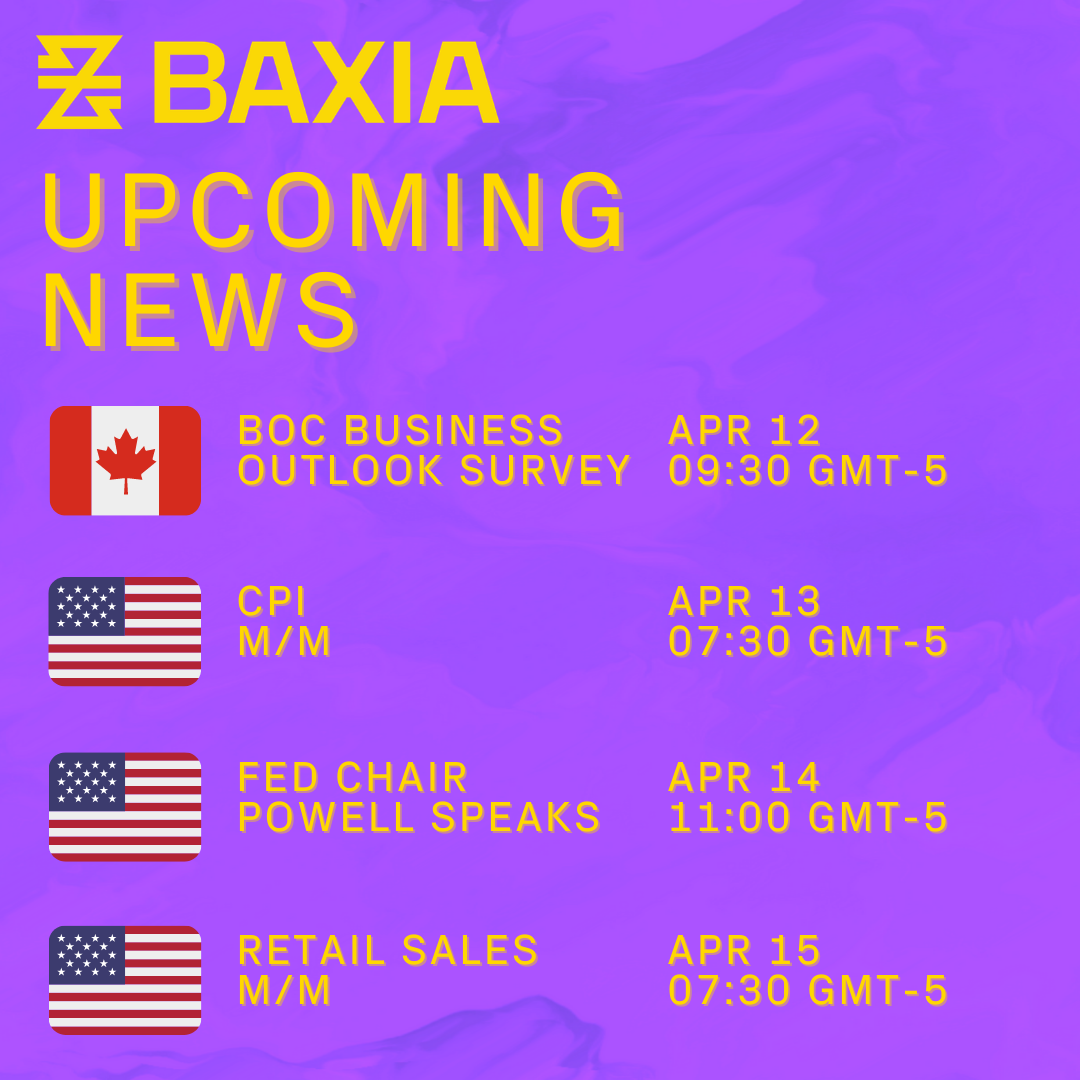 BAXIA
UPCOMING
NEWS
BOC BUSINESS
OUTLOOK SURVEY
APR 12
09:30 GMT-5
CPI
M/M
APR 13
07:30 GMT-5
FED CHAIR
POWELL SPEAKS
APR 14
11:00 GMT-5
RETAIL SALES
M/M
APR 15
07:30 GMT-5